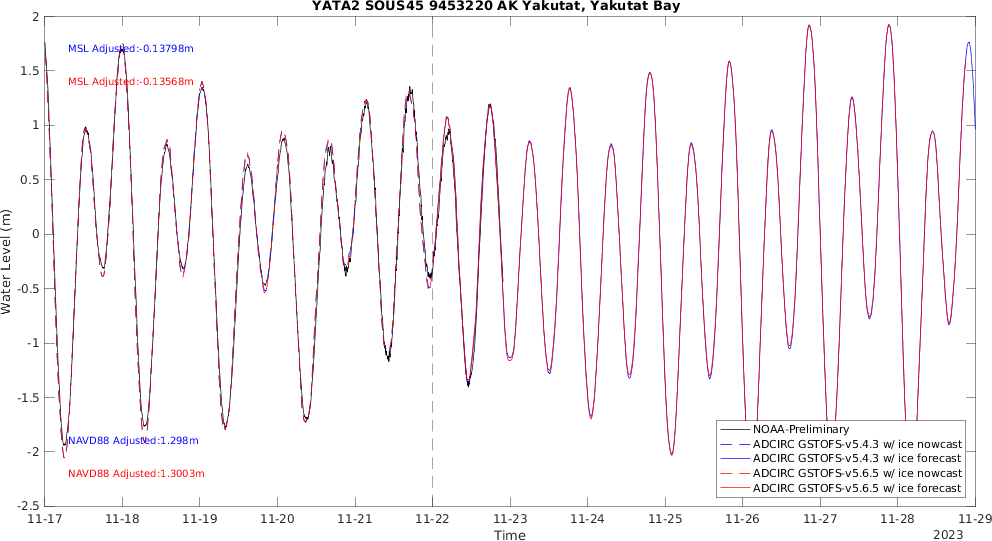 YATA2 SOUS45 9453220 AK Yakutat, Yakutat Bay
2
1.5
1
0.5
0
-0.5
-1
-1.5
-2
-2.5
Water Level (m)
MSL Adjusted:-0.13798m
MSL Adjusted:-0.13568m
NAVD88 Adjusted:1.298m
NAVD88 Adjusted:1.3003m
NOAA-Preliminary
ADCIRC GSTOFS-v5.4.3 w/ ice nowcast
ADCIRC GSTOFS-v5.4.3 w/ ice forecast
ADCIRC GSTOFS-v5.6.5 w/ ice nowcast
ADCIRC GSTOFS-v5.6.5 w/ ice forecast
11-17 11-18 11-19 11-20 11-21 11-22 11-23 11-24 11-25 11-26 11-27 11-28 11-29
Time
2023